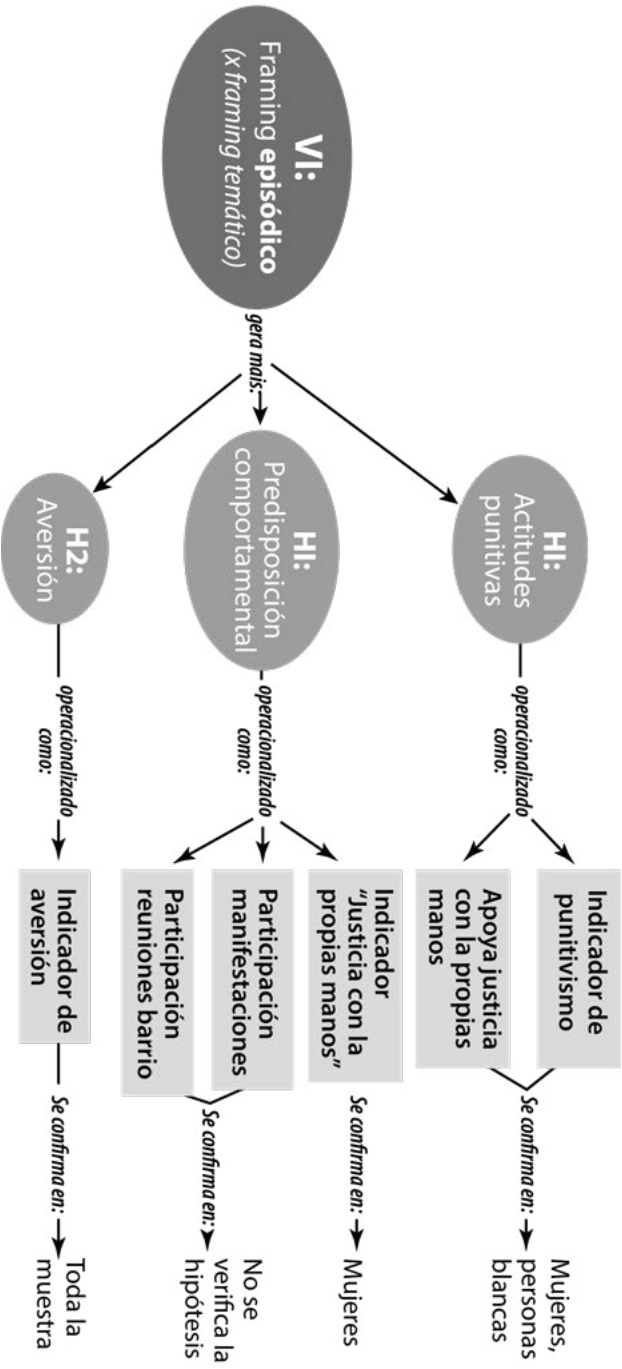 VI:
Framing episódico
(x framing temático)
gera mais:
HI:
Actitudes
punitivas
operacionalizado
como:
Indicador de
punitivismo
Apoya justicia
con la propias
manos
Se confirma en:
Mujeres,
personas
blancas
HI:
Predisposición
comportamental
operacionalizado
como:
Indicador
“Justicia con la
propias manos”
Se confirma en:
Mujeres
Participación
manifestaciones
Participación
reuniones barrio
Se confirma en:
No se
verifica la
hipótesis
H2:
Aversión
operacionalizado
como:
Indicador de
aversión
Se confirma en:
Toda la
muestra